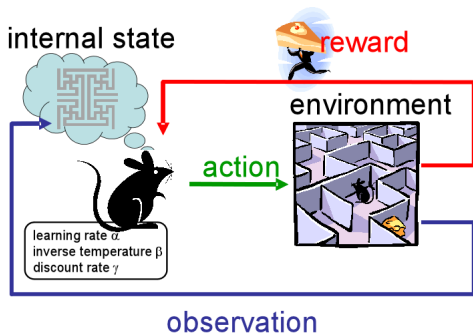 internal state
reward
environment
action
learning rate α
inverse temperature β
discount rate γ
observation